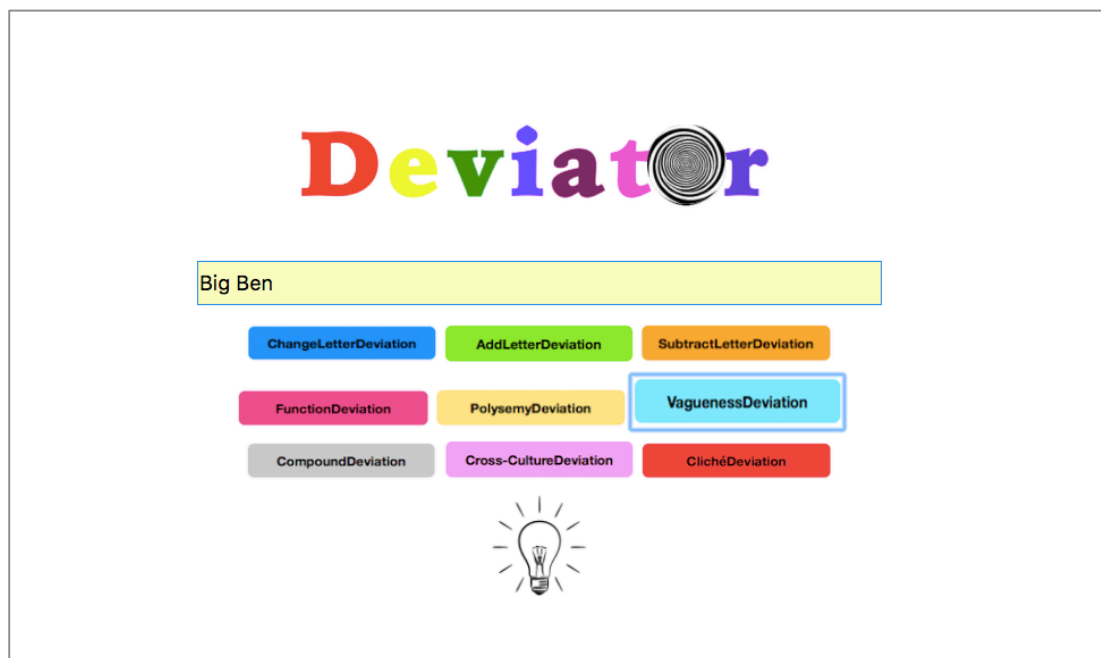 Deviator
Big Ben
ChangeLetterDeviation AddLetterDeviation SubtractLetterDeviation
FunctionDeviation PolysemyDeviation VaguenessDeviation
CompoundDeviation Cross-CultureDeviation ClichéDeviation